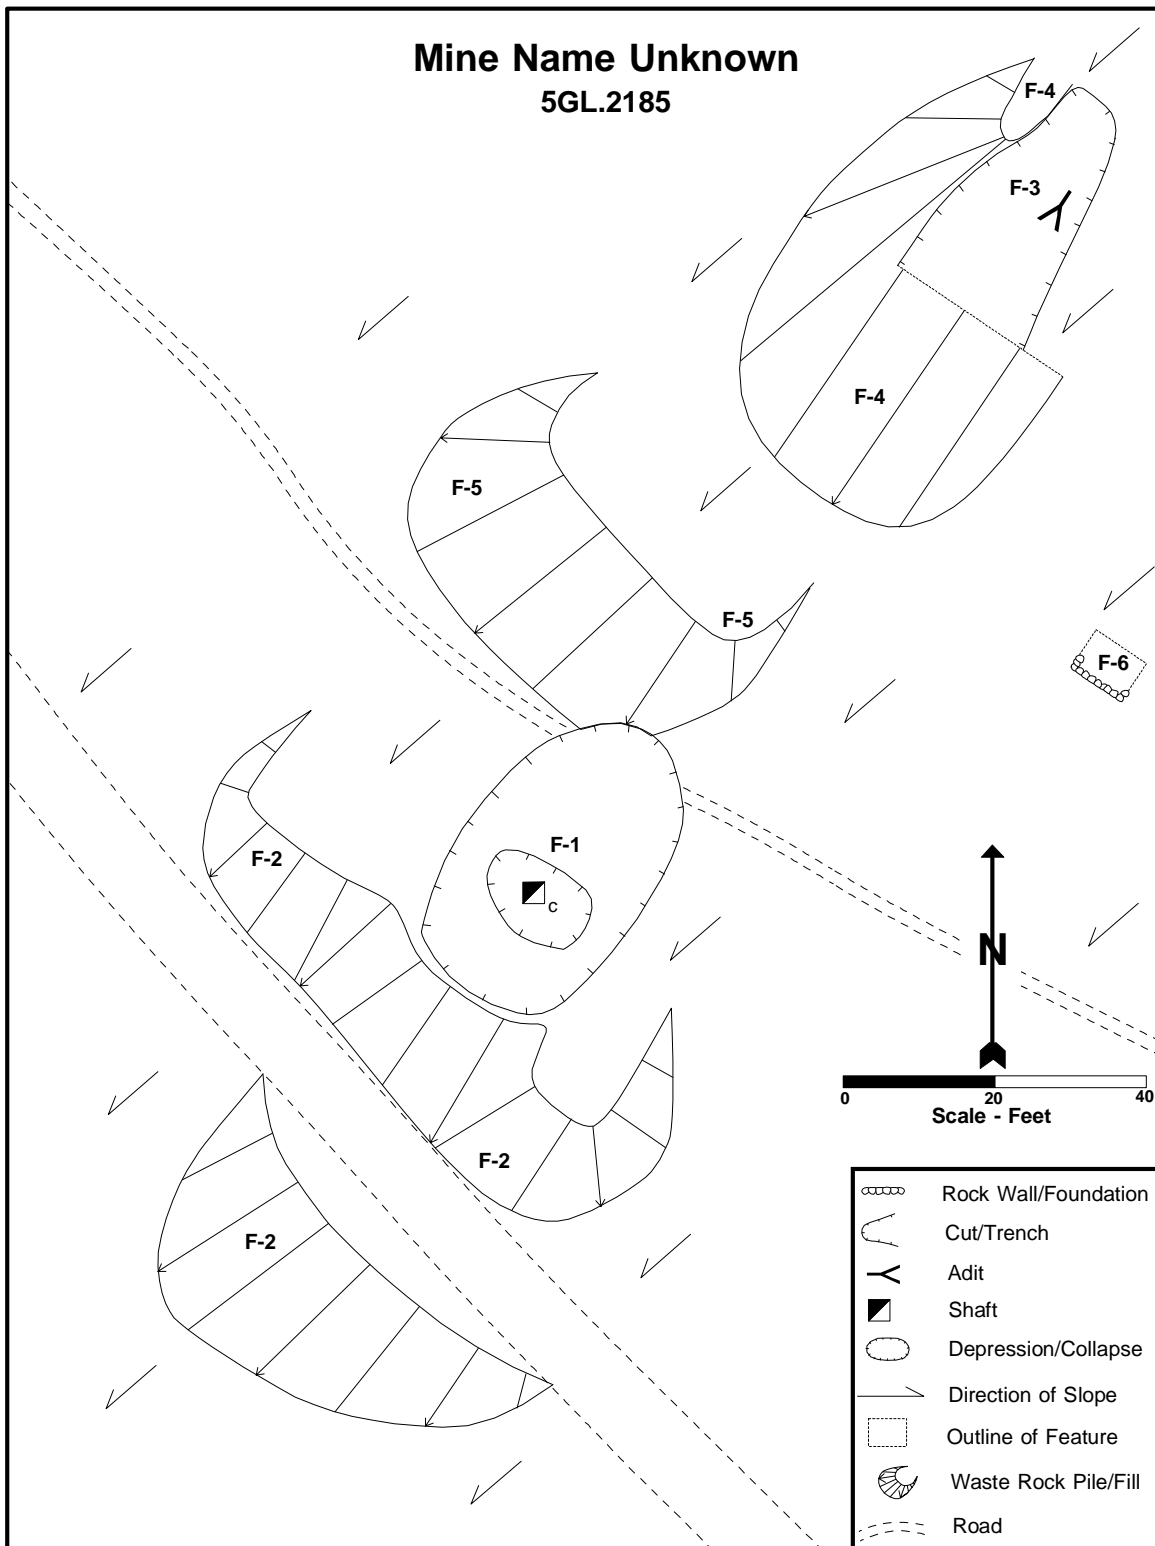 Mine Name Unknown
5GL.2185
F-4
F-3
F-4
F-5
F-5
F-6
F-1
F-2
C
N
0 20 40
Scale - Feet
F-2
F-2
Rock Wall/Foundation
Cut/Trench
Adit
Shaft
Depression/Collapse
Direction of Slope
Outline of Feature
Waste Rock Pile/Fill
Road